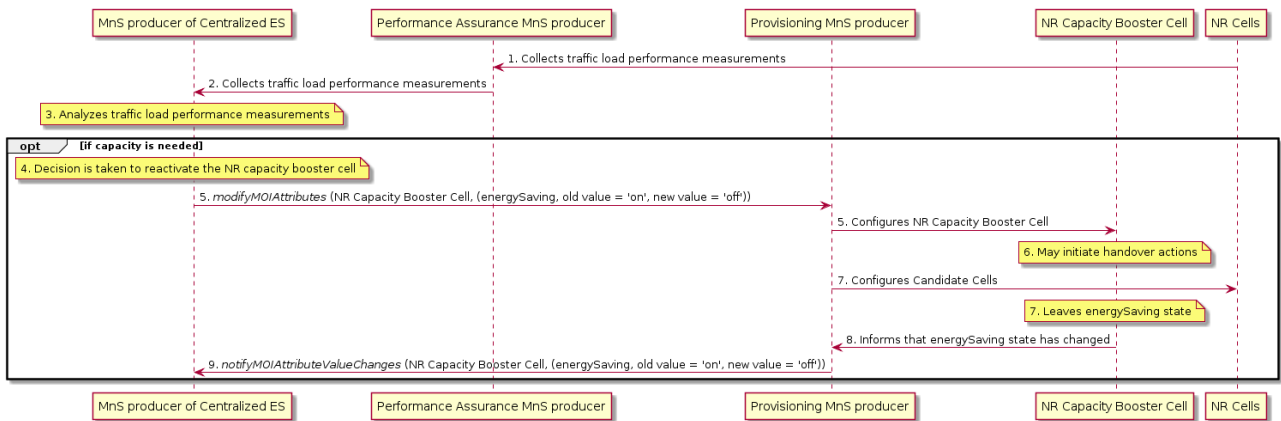 MnS producer of Centralized ES
Performance Assurance MnS producer
Provisioning MnS producer
NR Capacity Booster Cell
NR Cells
1. Collects traffic load performance measurements
2. Collects traffic load performance measurements
3. Analyzes traffic load performance measurements
opt [if capacity is needed]
4. Decision is taken to reactivate the NR capacity booster cell
5. modifyMOIAttributes (NR Capacity Booster Cell, (energySaving, old value = 'on', new value = 'off'))
5. Configures NR Capacity Booster Cell
6. May initiate handover actions
7. Configures Candidate Cells
7. Leaves energySaving state
8. Informs that energySaving state has changed
9. notifyMOIAttributeValueChanges (NR Capacity Booster Cell, (energySaving, old value = 'on', new value = 'off'))
MnS producer of Centralized ES
Performance Assurance MnS producer
Provisioning MnS producer
NR Capacity Booster Cell
NR Cells